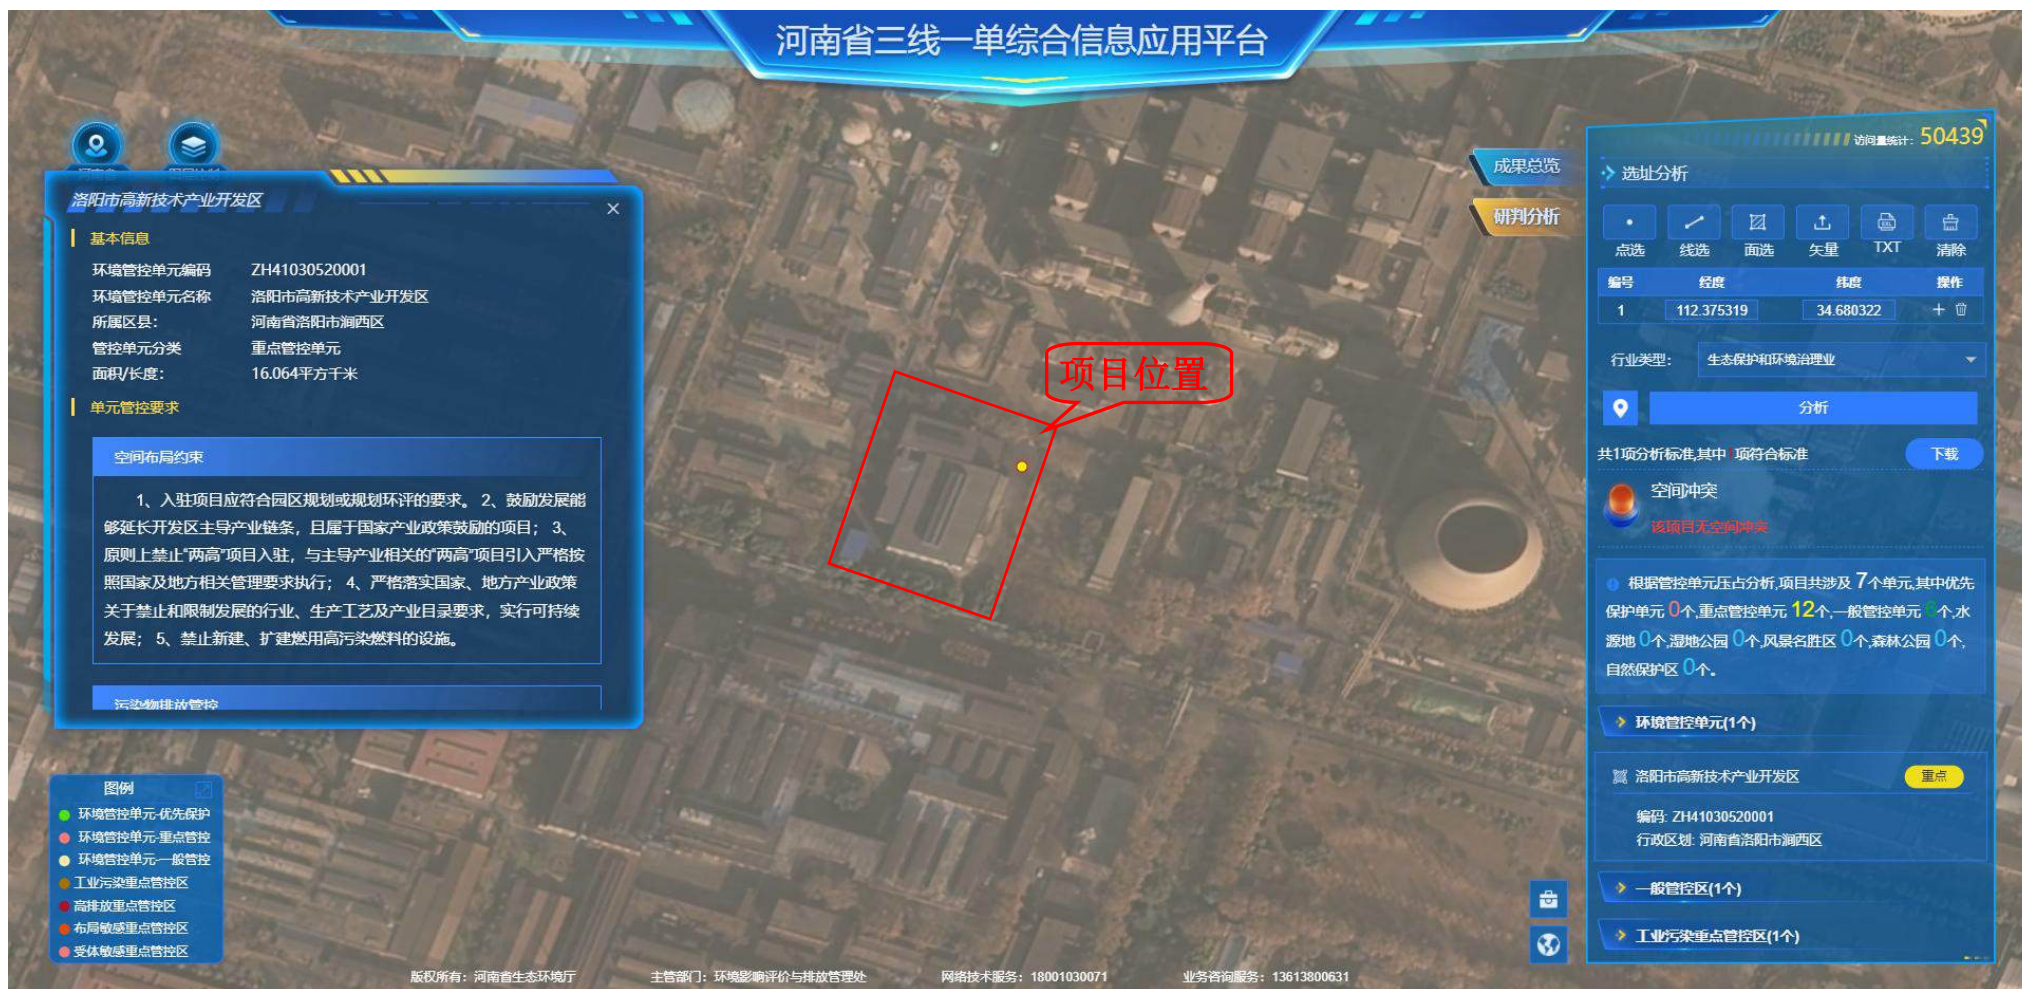 河南省三线一单综合信息应用平台
访问量统计: 50439
成果总览
研判分析
洛阳市高新技术产业开发区
×
基本信息
环境管控单元编码 ZH41030520001
环境管控单元名称 洛阳市高新技术产业开发区
所属区县: 河南省洛阳市涧西区
管控单元分类 重点管控单元
面积/长度: 16.064平方千米
单元管控要求
空间布局约束
1、入驻项目应符合园区规划或规划环评的要求。2、鼓励发展能
够延长开发区主导产业链条，且属于国家产业政策鼓励的项目；3、
原则上禁止“两高”项目入驻，与主导产业相关的“两高”项目引入严格按
照国家及地方相关管理要求执行；4、严格落实国家、地方产业政策
关于禁止和限制发展的行业、生产工艺及产业目录要求，实行可持续
发展；5、禁止新建、扩建燃用高污染燃料的设施。
污染物排放管控
图例
环境管控单元-优先保护
环境管控单元-重点管控
环境管控单元-一般管控
工业污染重点管控区
高排放重点管控区
布局敏感重点管控区
受体敏感重点管控区
项目位置
选址分析
点选 线选 面选 矢量 TXT 清除
编号 经度 纬度 操作
1 112.375319 34.680322
行业类型: 生态保护和环境治理业
分析
共1项分析标准,其中 项符合标准 下载
空间冲突
该项目无空间冲突
根据管控单元压占分析,项目共涉及 7个单元,其中优先
保护单元 0个,重点管控单元 12个,一般管控单元 个,水
源地 0个,湿地公园 0个,风景名胜区 0个,森林公园 0个,
自然保护区 0个。
环境管控单元(1个)
洛阳市高新技术产业开发区 重点
编码: ZH41030520001
行政区划: 河南省洛阳市涧西区
一般管控区(1个)
工业污染重点管控区(1个)
版权所有：河南省生态环境厅 主管部门：环境影响评价与排放管理处 网络技术服务：18001030071 业务咨询服务：13613800631